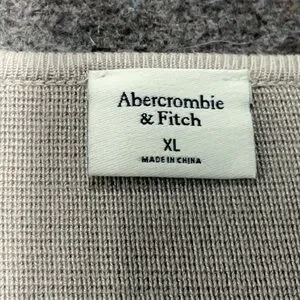 Abercrombie
& Fitch
XL
MADE IN CHINA